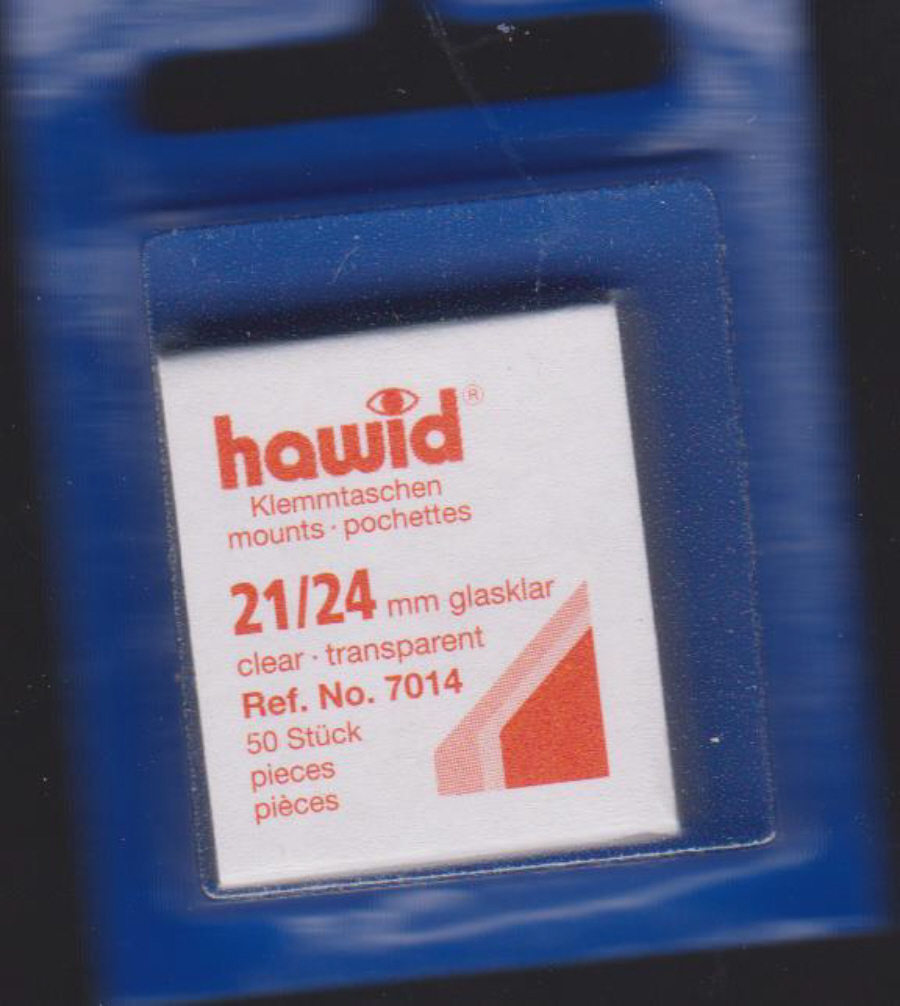 hawid®
Klemmtaschen
mounts · pochettes
21/24 mm glasklar
clear · transparent
Ref. No. 7014
50 Stück
pieces
pièces